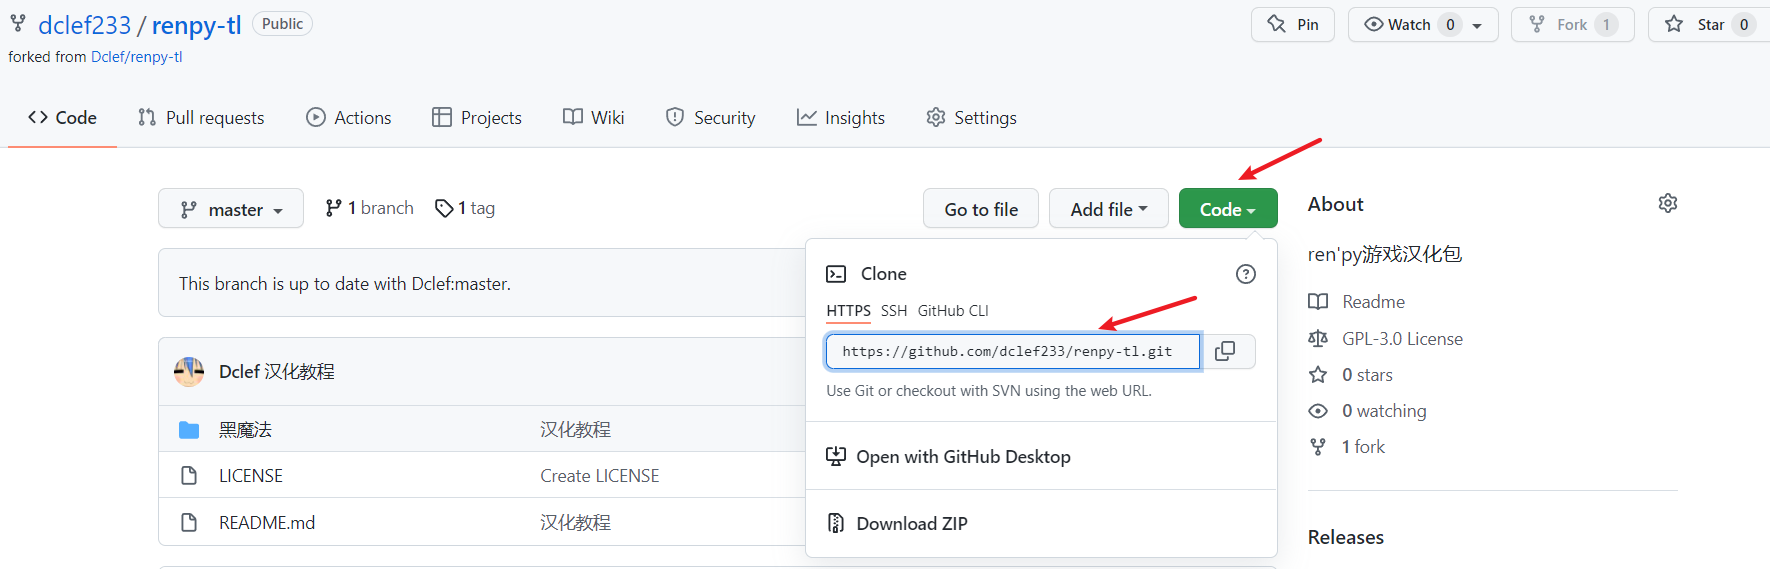 dclef233 / renpy-tl Public
Pin Watch 0 Fork 1 Star 0
forked from Dclef/renpy-tl
Code Pull requests Actions Projects Wiki Security Insights Settings
master 1 branch 1 tag Go to file Add file Code
This branch is up to date with Dclef:master.
Dclef 汉化教程
黑魔法 汉化教程
LICENSE Create LICENSE
README.md 汉化教程
Clone
HTTPS SSH GitHub CLI
https://github.com/dclef233/renpy-tl.git
Use Git or checkout with SVN using the web URL.
Open with GitHub Desktop
Download ZIP
About
ren'py游戏汉化包
Readme
GPL-3.0 License
0 stars
0 watching
1 fork
Releases